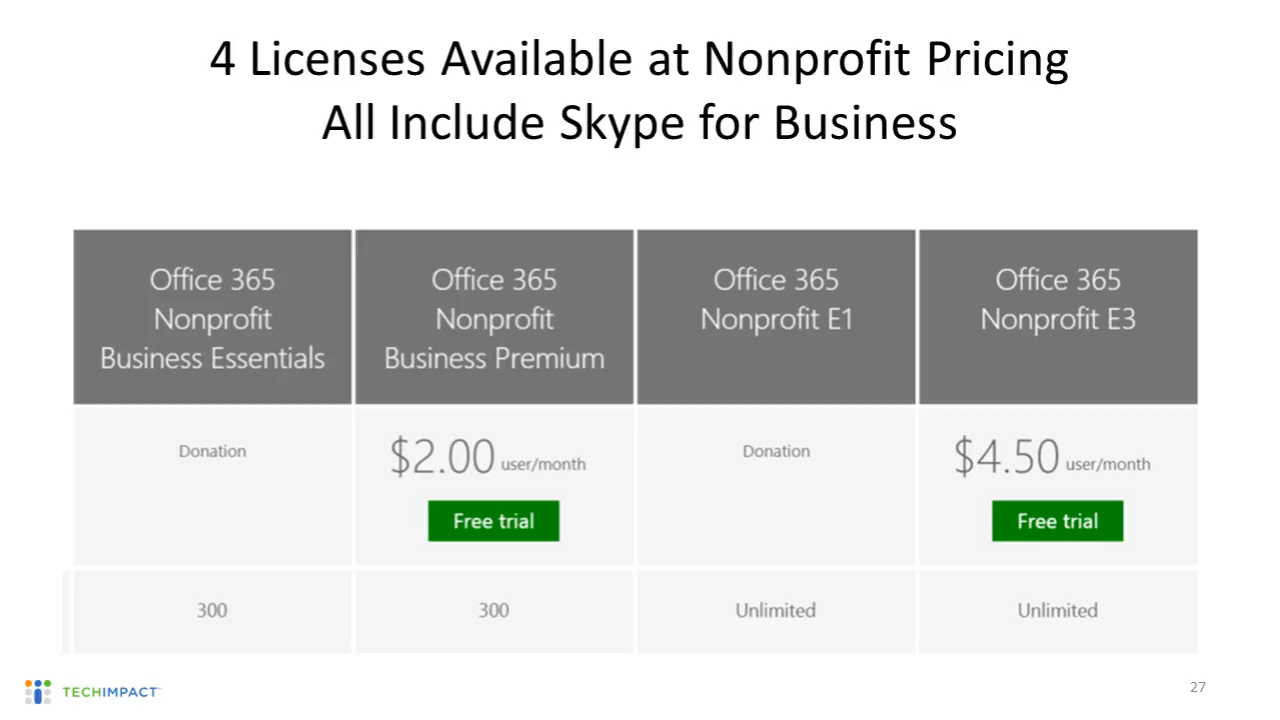 4 Licenses Available at Nonprofit Pricing
All Include Skype for Business
Office 365
Nonprofit
Business Essentials
Office 365
Nonprofit
Business Premium
Office 365
Nonprofit E1
Office 365
Nonprofit E3
Donation
$2.00 user/month
Free trial
Donation
$4.50 user/month
Free trial
300
300
Unlimited
Unlimited
TECHIMPACT™
27